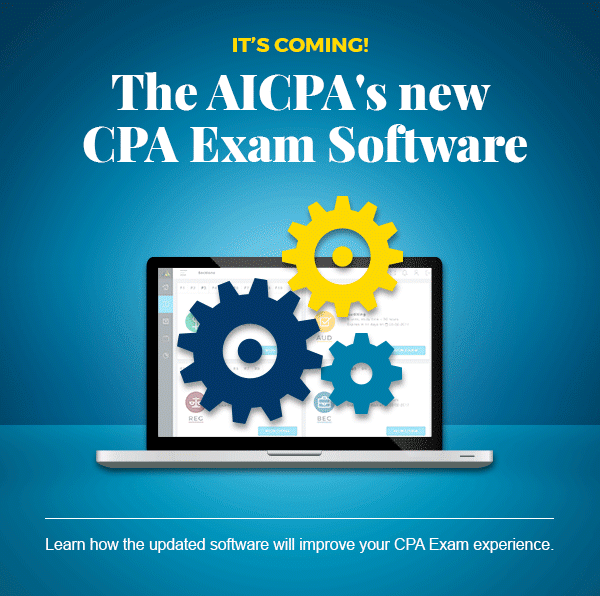 IT'S COMING!
The AICPA's new
CPA Exam Software
AUD
REG
BEC
Learn how the updated software will improve your CPA Exam experience.